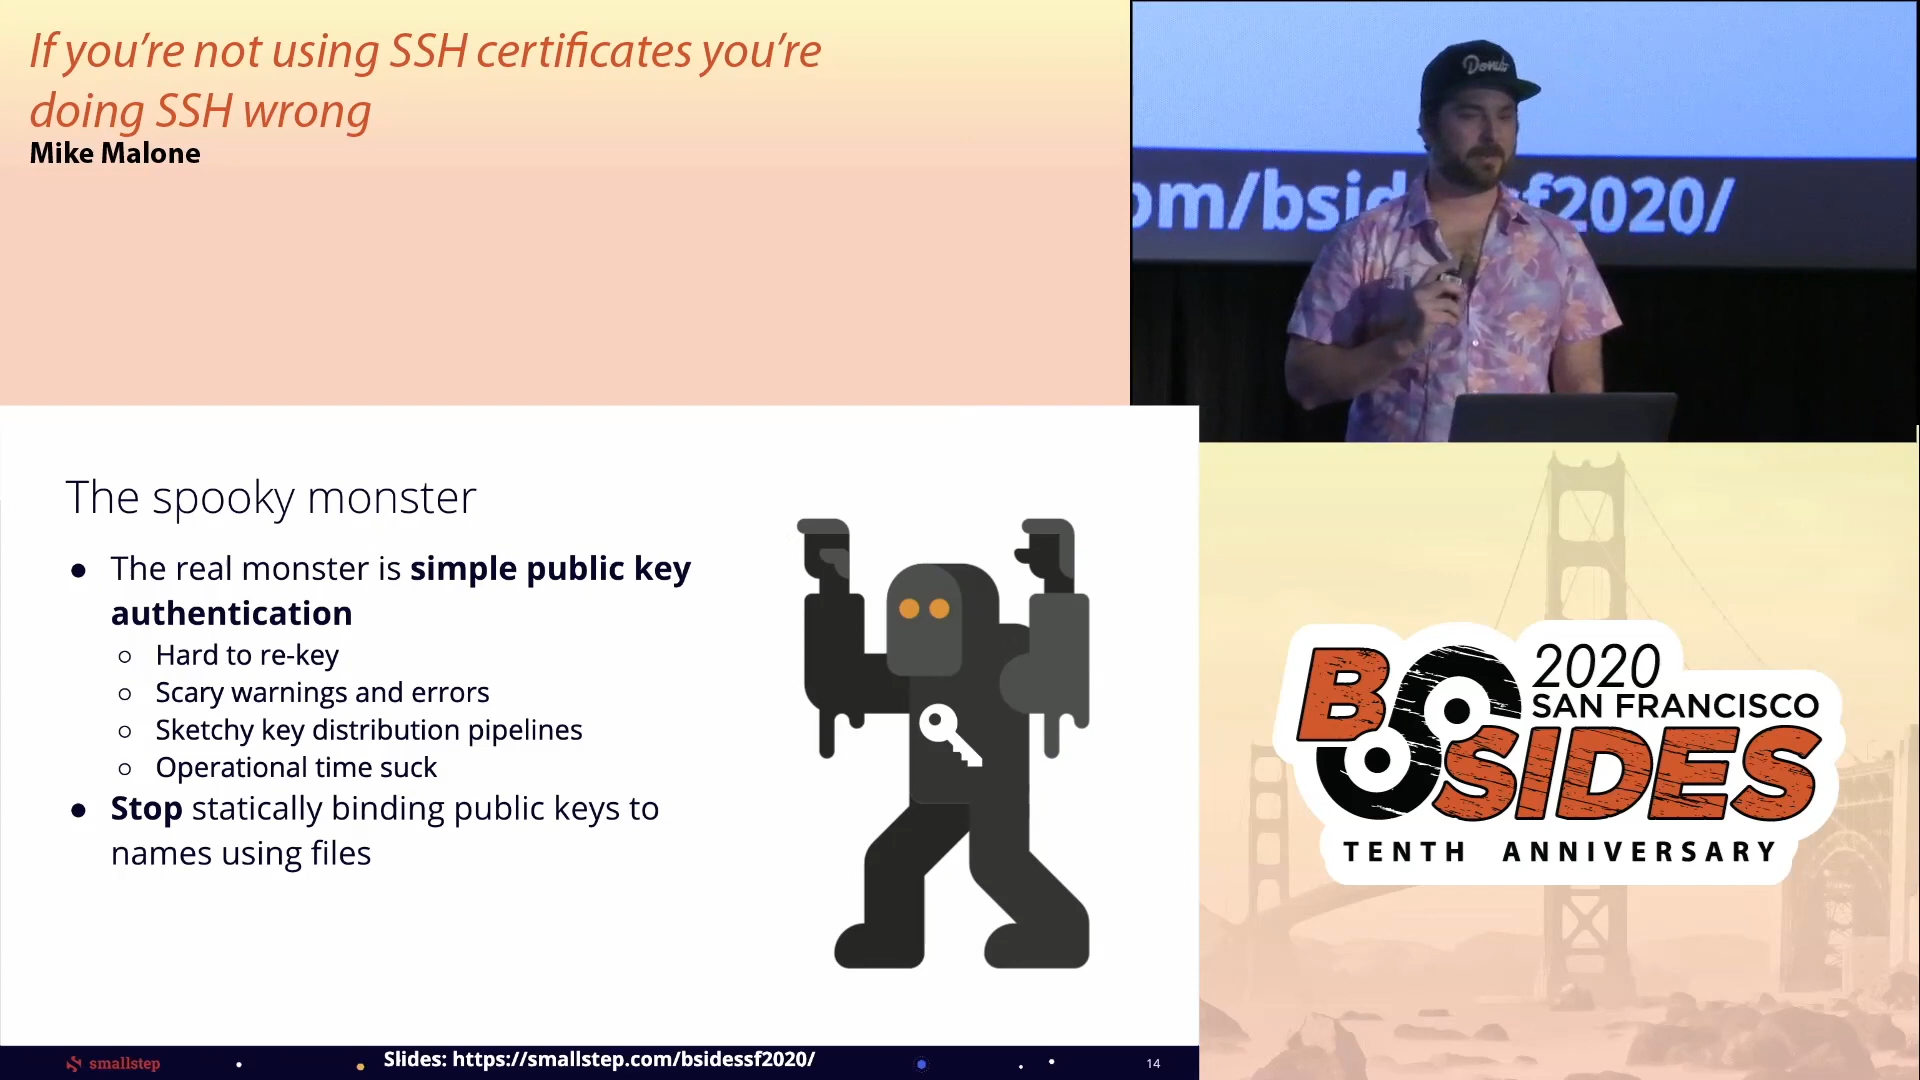 If you're not using SSH certificates you're
doing SSH wrong
Mike Malone
Donut
om/bsidessf2020/
The spooky monster
● The real monster is simple public key
authentication
○ Hard to re-key
○ Scary warnings and errors
○ Sketchy key distribution pipelines
○ Operational time suck
● Stop statically binding public keys to
names using files
2020
SAN FRANCISCO
BSIDES
TENTH ANNIVERSARY
smallstep
Slides: https://smallstep.com/bsidessf2020/
14